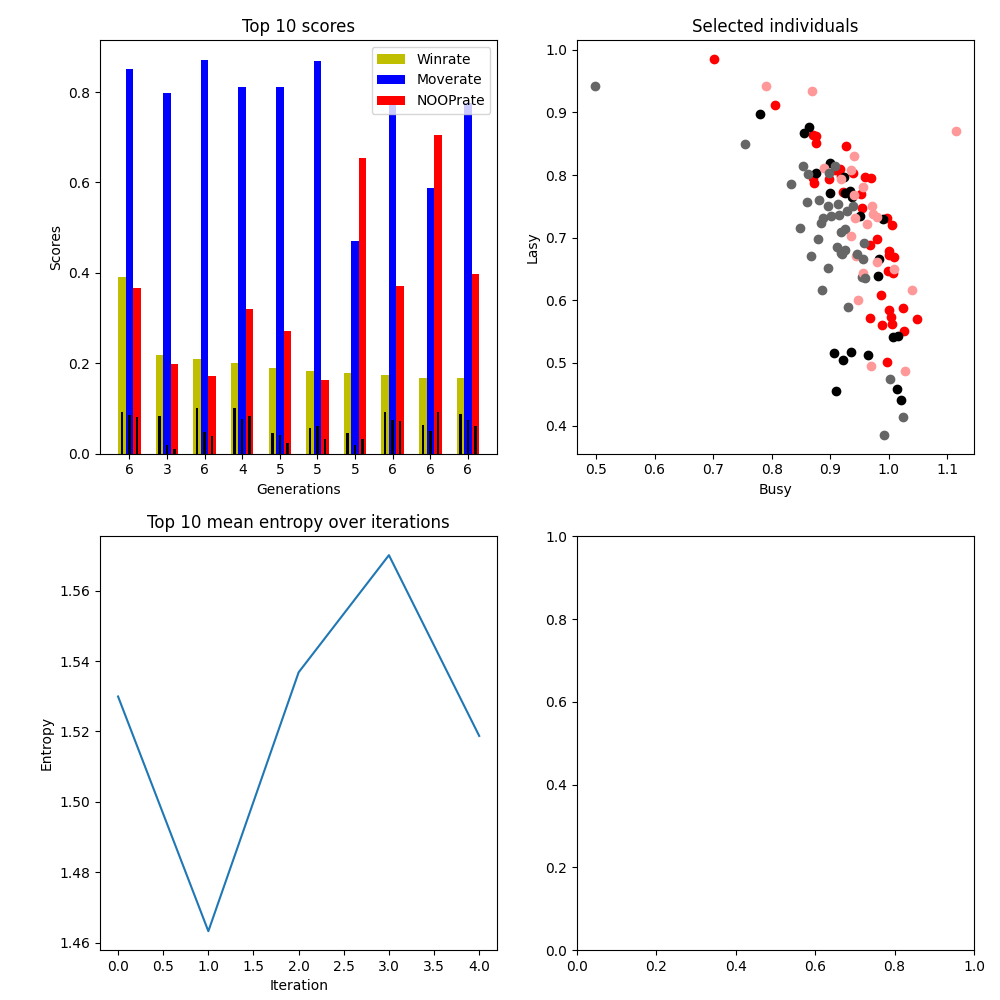 Top 10 scores
Winrate
Moverate
NOOPrate
Scores
0.8
0.6
0.4
0.2
0.0
6 3 6 4 5 5 5 6 6 6
Generations
Selected individuals
Lasy
1.0
0.9
0.8
0.7
0.6
0.5
0.4
0.5 0.6 0.7 0.8 0.9 1.0 1.1
Busy
Top 10 mean entropy over iterations
Entropy
1.56
1.54
1.52
1.50
1.48
1.46
0.0 0.5 1.0 1.5 2.0 2.5 3.0 3.5 4.0
Iteration
1.0
0.8
0.6
0.4
0.2
0.0
0.0 0.2 0.4 0.6 0.8 1.0